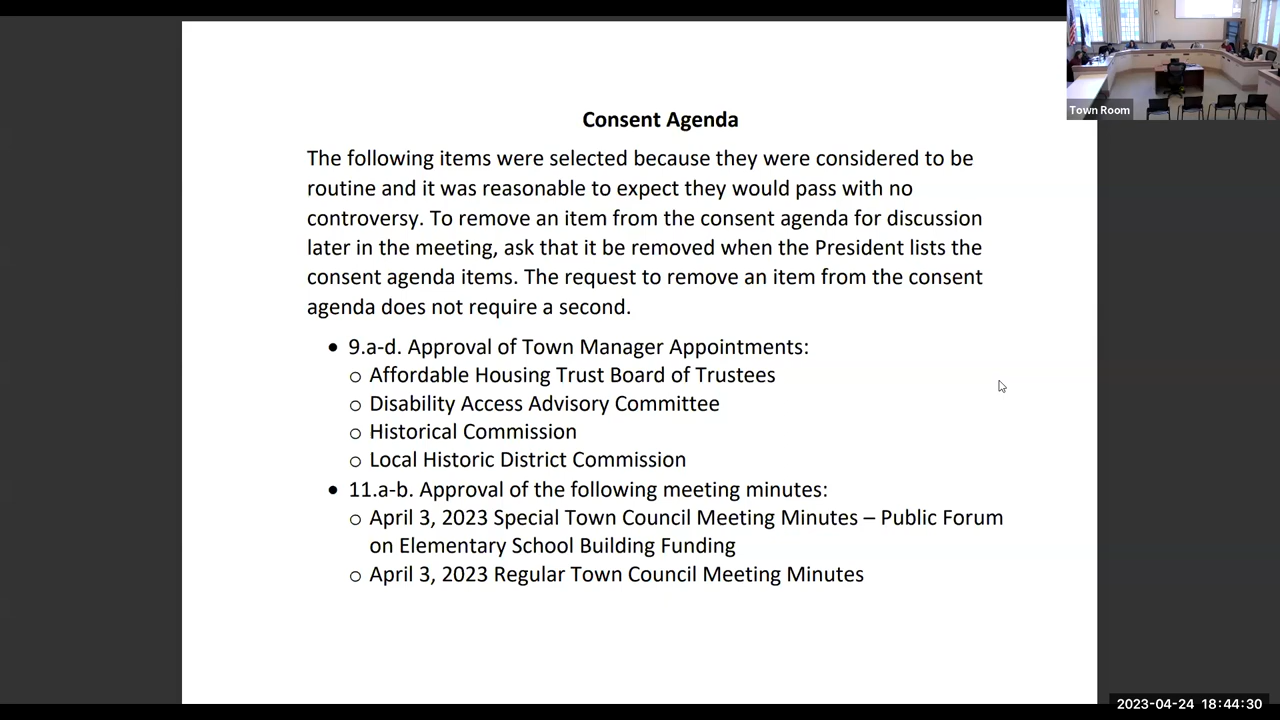 Town Room
Consent Agenda
The following items were selected because they were considered to be
routine and it was reasonable to expect they would pass with no
controversy. To remove an item from the consent agenda for discussion
later in the meeting, ask that it be removed when the President lists the
consent agenda items. The request to remove an item from the consent
agenda does not require a second.
• 9.a-d. Approval of Town Manager Appointments:
o Affordable Housing Trust Board of Trustees
o Disability Access Advisory Committee
o Historical Commission
o Local Historic District Commission
• 11.a-b. Approval of the following meeting minutes:
o April 3, 2023 Special Town Council Meeting Minutes – Public Forum
on Elementary School Building Funding
o April 3, 2023 Regular Town Council Meeting Minutes
2023-04-24 18:44:30